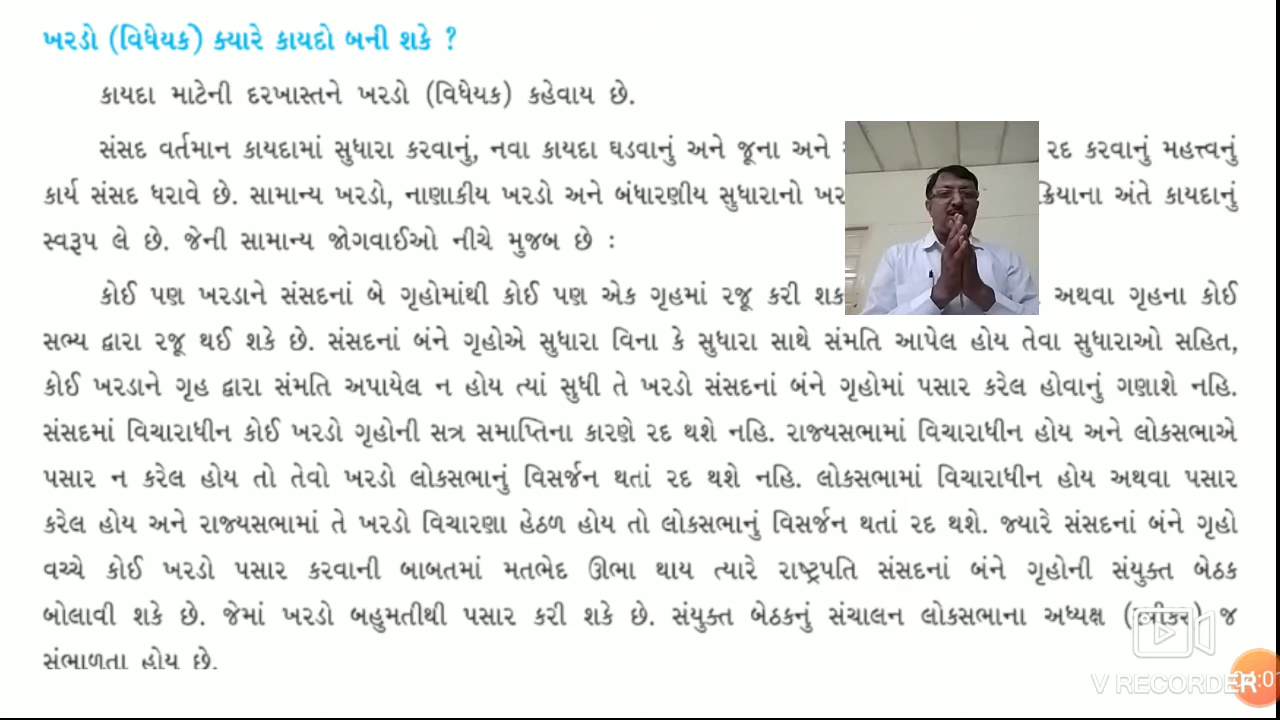 ખરડો (વિધેયક) ક્યારે કાયદો બની શકે ?
કાયદા માટેની દરખાસ્તને ખરડો (વિધેયક) કહેવાય છે.
સંસદ વર્તમાન કાયદામાં સુધારા કરવાનું, નવા કાયદા ઘડવાનું અને જૂના અને રદ કરવાનું મહત્ત્વનું
કાર્ય સંસદ ધરાવે છે. સામાન્ય ખરડો, નાણાકીય ખરડો અને બંધારણીય સુધારાનો અંતે કાયદાનું
સ્વરૂપ લે છે. જેની સામાન્ય જોગવાઈઓ નીચે મુજબ છે :
કોઈ પણ ખરડાને સંસદનાં બે ગૃહોમાંથી કોઈ પણ એક ગૃહમાં રજૂ કરી અથવા ગૃહના કોઈ
સભ્ય દ્વારા રજૂ થઈ શકે છે. સંસદનાં બંને ગૃહોએ સુધારા વિના કે સુધારા સાથે સંમતિ આપેલ હોય તેવા સુધારાઓ સહિત,
કોઈ ખરડાને ગૃહ દ્વારા સંમતિ અપાયેલ ન હોય ત્યાં સુધી તે ખરડો સંસદનાં બંને ગૃહોમાં પસાર કરેલ હોવાનું ગણાશે નહિ.
સંસદમાં વિચારાધીન કોઈ ખરડો ગૃહોની સત્ર સમાપ્તિના કારણે રદ થશે નહિ. રાજ્યસભામાં વિચારાધીન હોય અને લોકસભાએ
પસાર ન કરેલ હોય તો તેવો ખરડો લોકસભાનું વિસર્જન થતાં રદ થશે નહિ. લોકસભામાં વિચારાધીન હોય અથવા પસાર
કરેલ હોય અને રાજ્યસભામાં તે ખરડો વિચારણા હેઠળ હોય તો લોકસભાનું વિસર્જન થતાં રદ થશે. જ્યારે સંસદનાં બંને ગૃહો
વચ્ચે કોઈ ખરડો પસાર કરવાની બાબતમાં મતભેદ ઊભા થાય ત્યારે રાષ્ટ્રપતિ સંસદનાં બંને ગૃહોની સંયુક્ત બેઠક
બોલાવી શકે છે. જેમાં ખરડો બહુમતીથી પસાર કરી શકે છે. સંયુક્ત બેઠકનું સંચાલન લોકસભાના અધ્યક્ષ (સ્પીકર) જ
સંભાળતા હોય છે.
V RECORDER